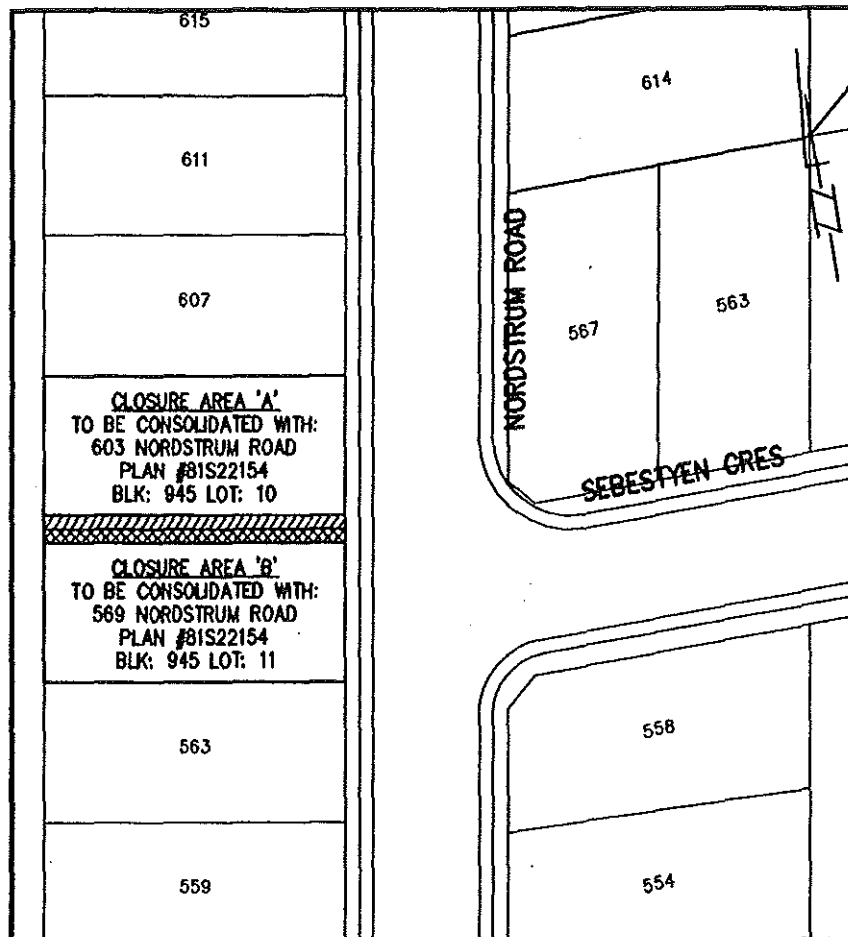 615
614
611
NORDSTRUM ROAD
607
567
563
CLOSURE AREA 'A'
TO BE CONSOLIDATED WITH:
603 NORDSTRUM ROAD
PLAN #81S22154
BLK: 945 LOT: 10
SEBESTYEN CRES
CLOSURE AREA 'B'
TO BE CONSOLIDATED WITH:
569 NORDSTRUM ROAD
PLAN #81S22154
BLK: 945 LOT: 11
563
558
559
554